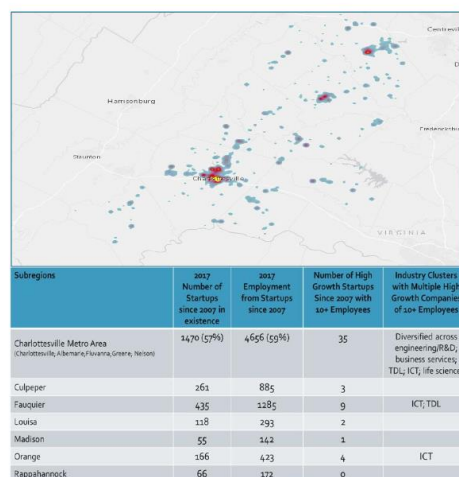 Centreville
Harrisonburg
Fredericksbu
Staunton
Charlottesville
VIRGINIA
Subregions
2017
Number of
Startups
since 2007 in
existence
2017
Employment
from Startups
since 2007
Number of High
Growth Startups
Since 2007 with
10+ Employees
Industry Clusters
with Multiple High
Growth Companies
of 10+ Employees
Charlottesville Metro Area
(Charlottesville, Albemarle, Fluvanna, Greene, Nelson)
1470 (57%)
4656 (59%)
35
Diversified across
engineering/R&D;
business services;
TDL; ICT; life science
Culpeper 261 885 3
Fauquier 435 1285 9 ICT; TDL
Louisa 118 293 2
Madison 55 142 1
Orange 166 423 4 ICT
Rappahannock 66 172 0